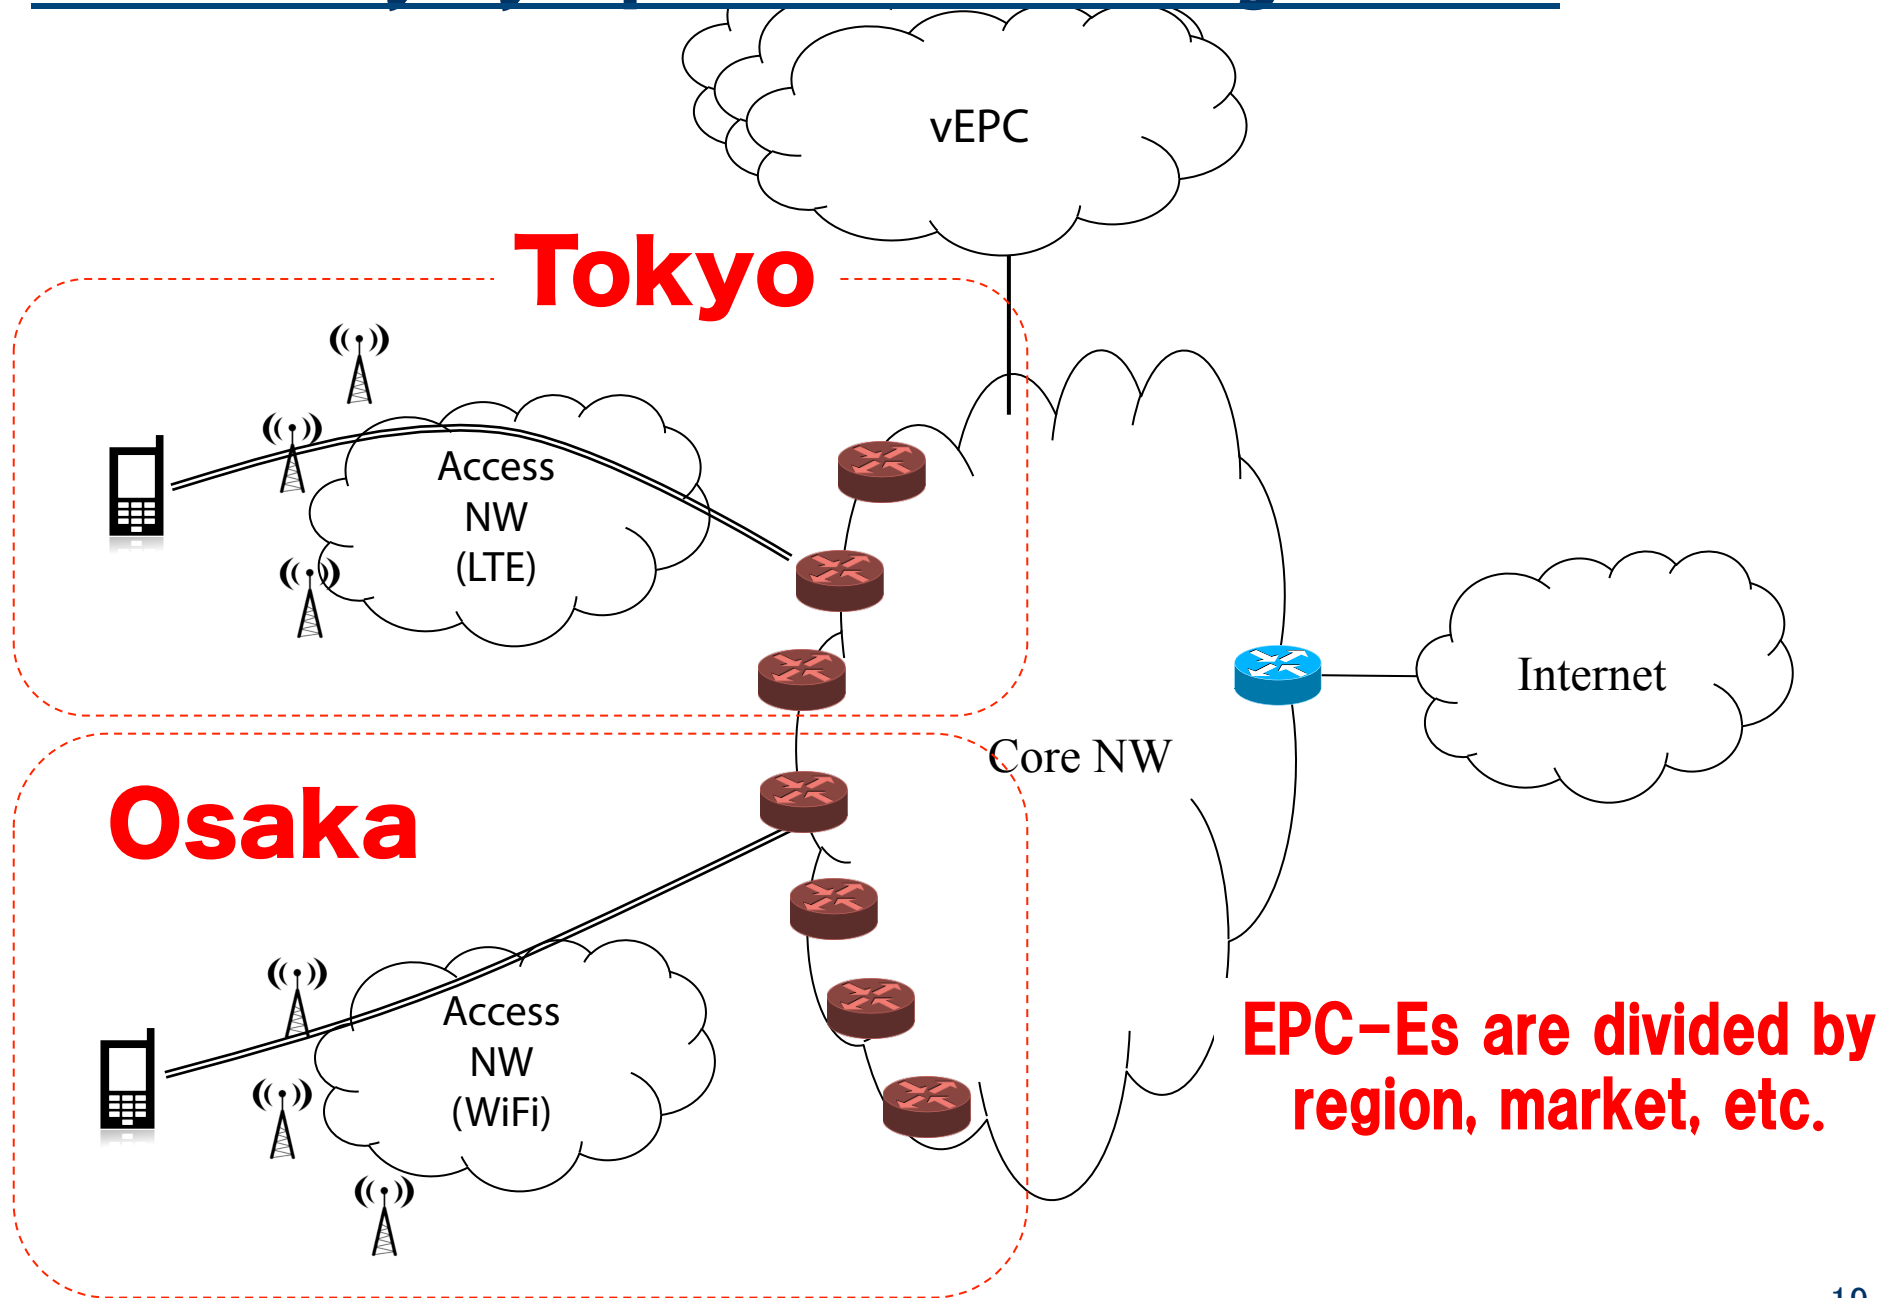 vEPC
Tokyo
Access
NW
(LTE)
Internet
Core NW
Osaka
Access
NW
(WiFi)
EPC-Es are divided by
region, market, etc.